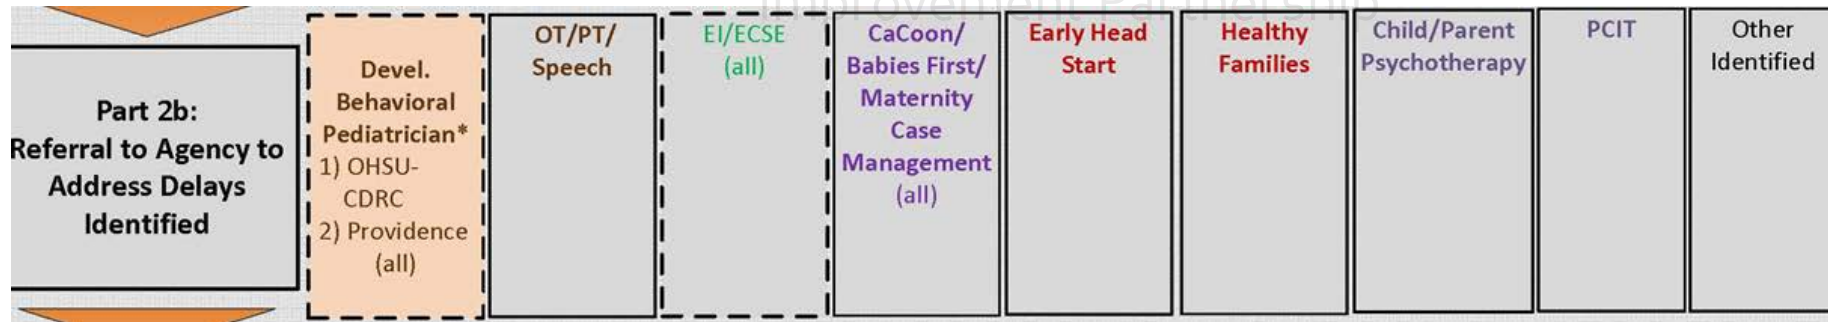 Improvement Partnership
Part 2b:
Referral to Agency to
Address Delays
Identified
Devel.
Behavioral
Pediatrician*
1) OHSU-
CDRC
2) Providence
(all)
OT/PT/
Speech
EI/ECSE
(all)
CaCoon/
Babies First/
Maternity
Case
Management
(all)
Early Head
Start
Healthy
Families
Child/Parent
Psychotherapy
PCIT
Other
Identified